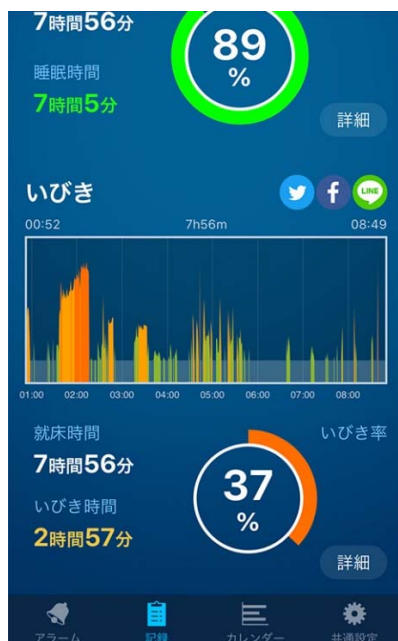 7時間56分
89
%
睡眠時間
7時間5分
詳細
いびき
LINE
00:52 7h56m 08:49
01:00 02:00 03:00 04:00 05:00 06:00 07:00 08:00
就床時間
いびき率
7時間56分
37
%
いびき時間
2時間57分
詳細
アラーム 記録 カレンダー 共通設定